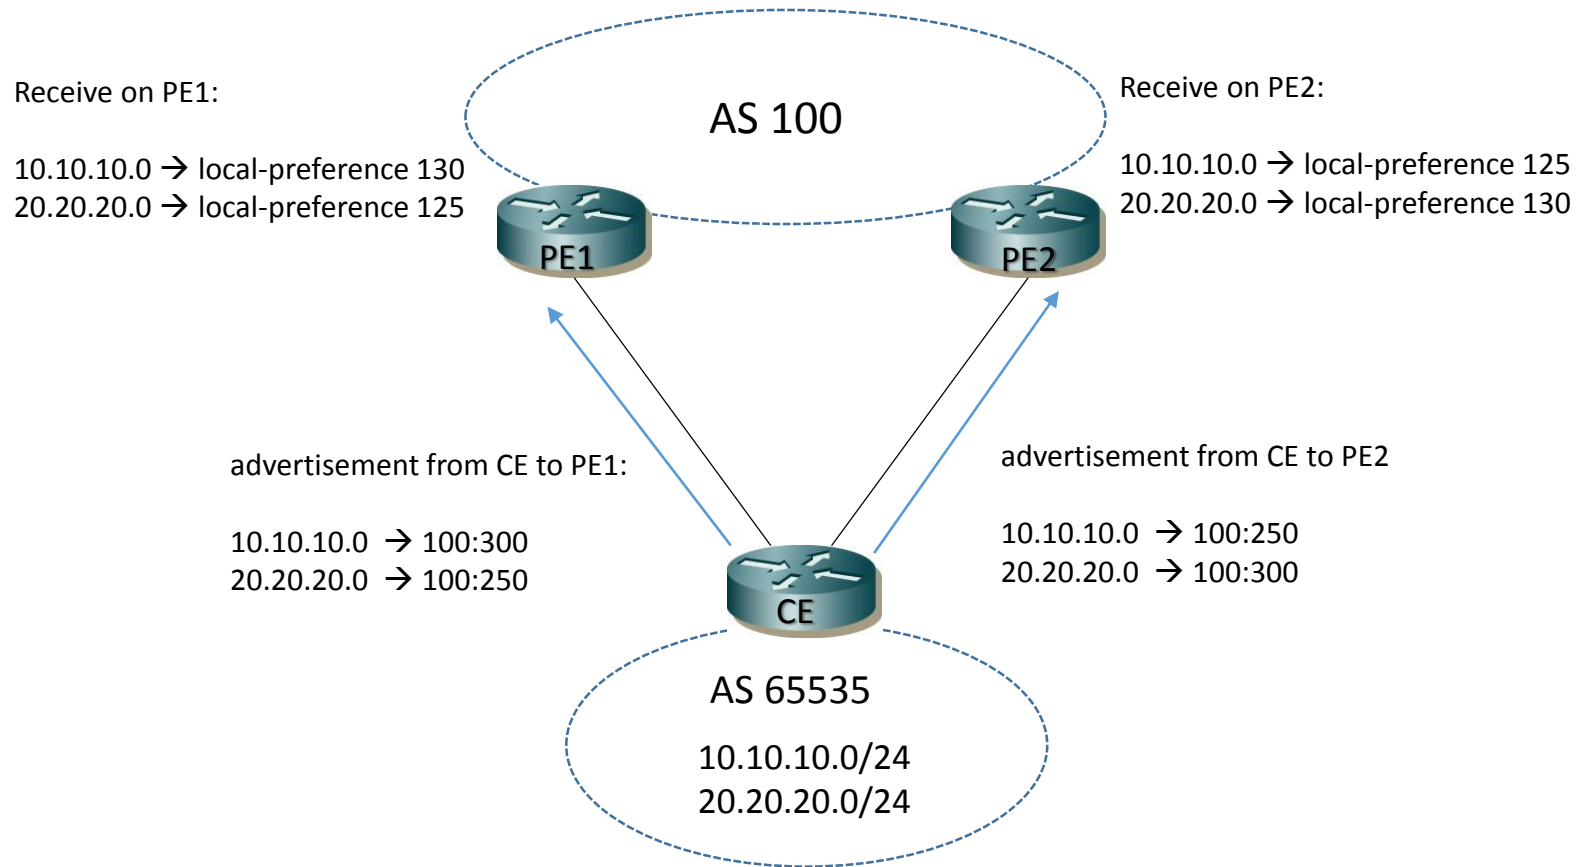 AS 100
Receive on PE1:
10.10.10.0 → local-preference 130
20.20.20.0 → local-preference 125
Receive on PE2:
10.10.10.0 → local-preference 125
20.20.20.0 → local-preference 130
PE1
PE2
advertisement from CE to PE1:
10.10.10.0 → 100:300
20.20.20.0 → 100:250
advertisement from CE to PE2
10.10.10.0 → 100:250
20.20.20.0 → 100:300
CE
AS 65535
10.10.10.0/24
20.20.20.0/24